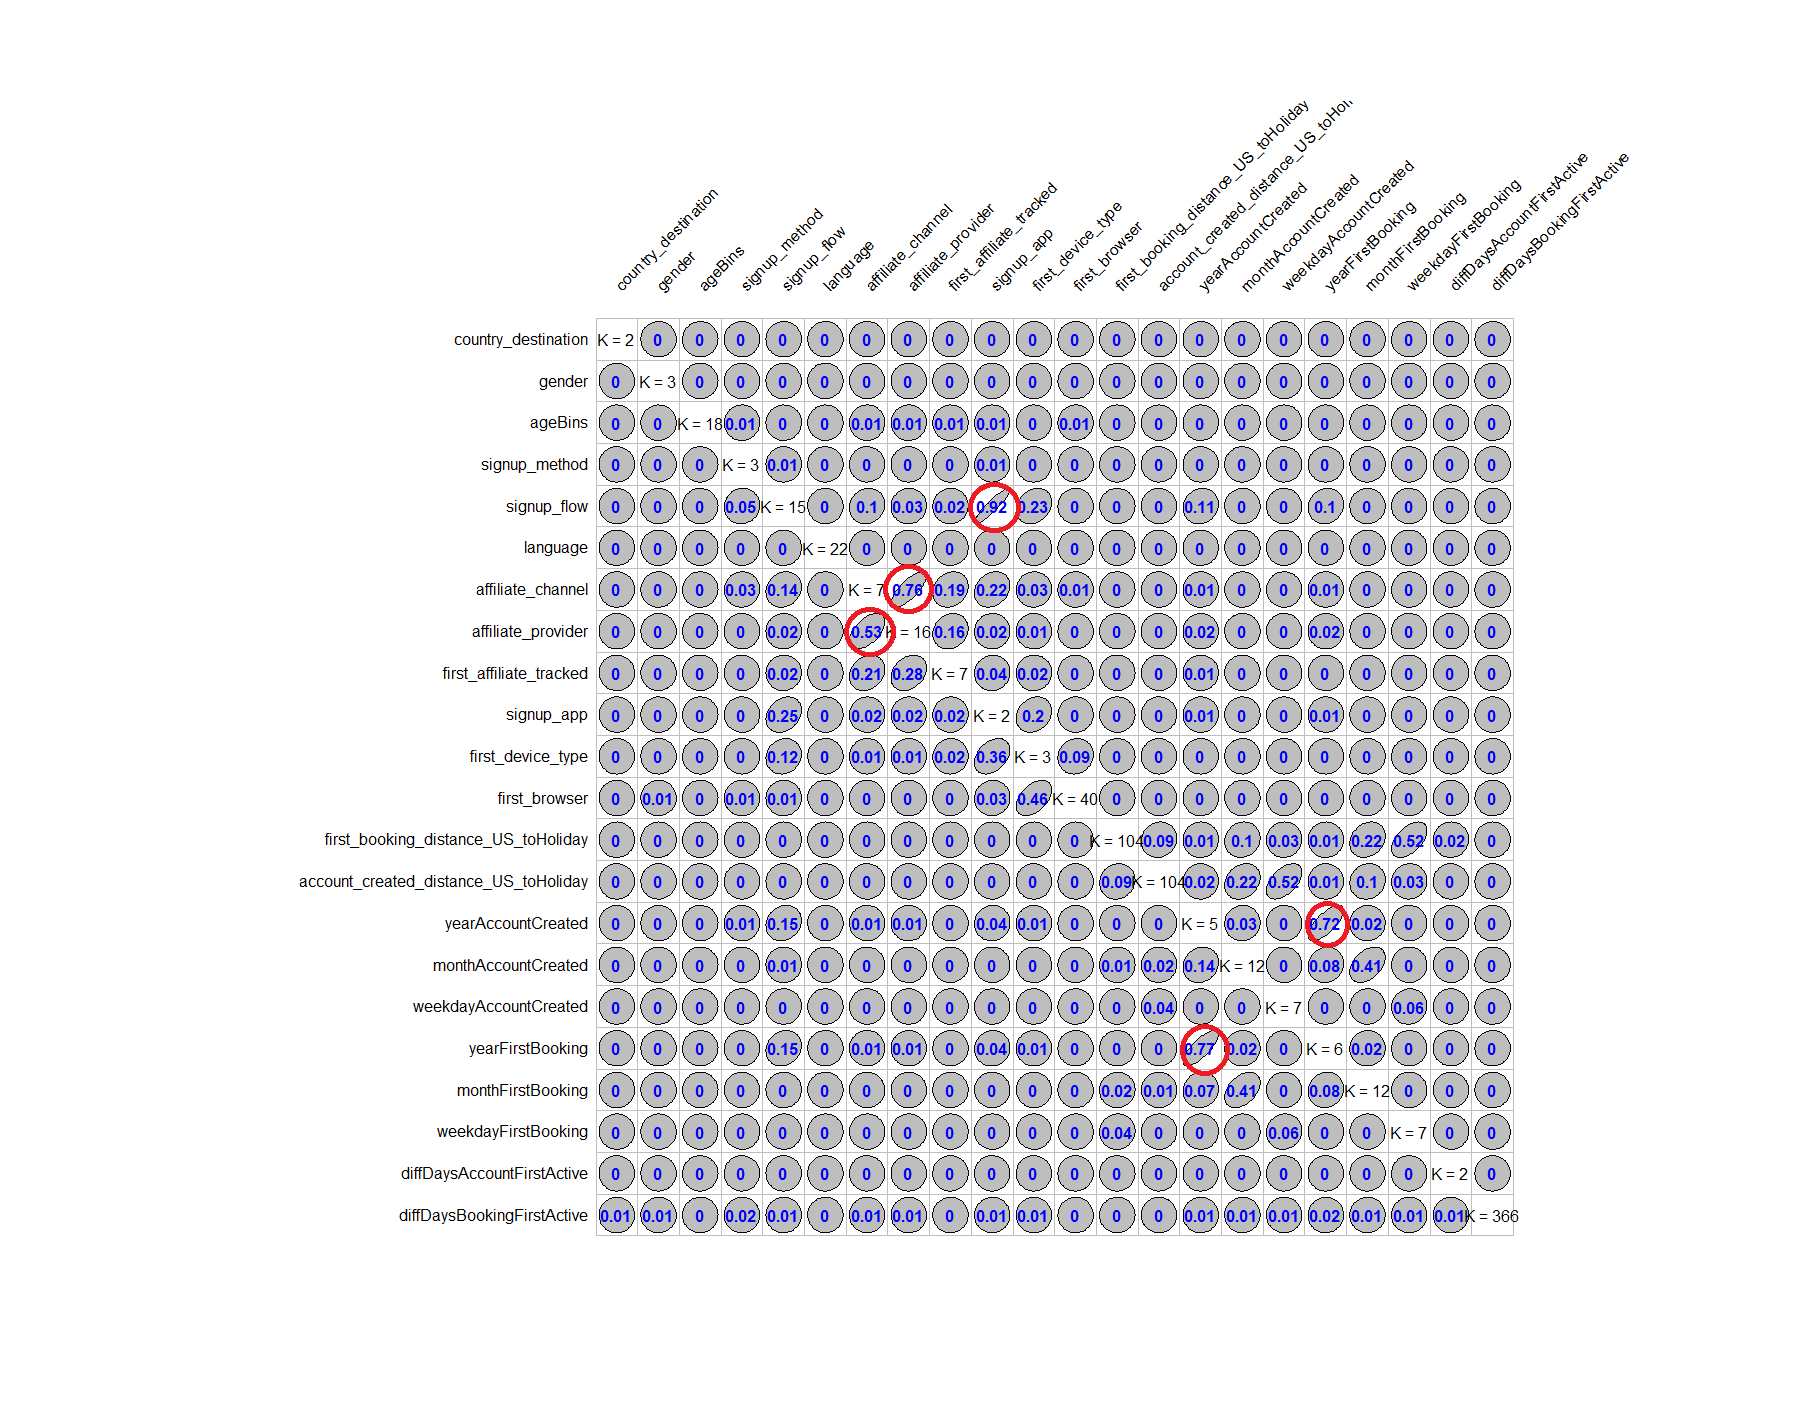 country_destination
gender
ageBins
signup_method
signup_flow
language
affiliate_channel
affiliate_provider
first_affiliate_tracked
signup_app
first_device_type
first_browser
first_booking_distance_US_toHoliday
account_created_distance_US_toHol
yearAccountCreated
monthAccountCreated
weekdayAccountCreated
yearFirstBooking
monthFirstBooking
weekdayFirstBooking
diffDaysAccountFirstActive
diffDaysBookingFirstActive
country_destination K = 2 0 0 0 0 0 0 0 0 0 0 0 0 0 0 0 0 0 0 0 0 0
gender 0 K = 3 0 0 0 0 0 0 0 0 0 0 0 0 0 0 0 0 0 0 0 0
ageBins 0 0 K = 18 0.01 0 0 0.01 0.01 0.01 0.01 0 0.01 0 0 0 0 0 0 0 0 0 0
signup_method 0 0 0 K = 3 0.01 0 0 0 0 0.01 0 0 0 0 0 0 0 0 0 0 0 0
signup_flow 0 0 0 0.05 K = 15 0 0.1 0.03 0.02 0.92 0.23 0 0 0 0.11 0 0 0.1 0 0 0 0
language 0 0 0 0 0 K = 22 0 0 0 0 0 0 0 0 0 0 0 0 0 0 0 0
affiliate_channel 0 0 0 0.03 0.14 0 K = 7 0.76 0.19 0.22 0.03 0.01 0 0 0.01 0 0 0.01 0 0 0 0
affiliate_provider 0 0 0 0 0.02 0 0.53 K = 16 0.16 0.02 0.01 0 0 0 0.02 0 0 0.02 0 0 0 0
first_affiliate_tracked 0 0 0 0 0.02 0 0.21 0.28 K = 7 0.04 0.02 0 0 0 0.01 0 0 0 0 0 0 0
signup_app 0 0 0 0 0.25 0 0.02 0.02 0.02 K = 2 0.2 0 0 0 0.01 0 0 0.01 0 0 0 0
first_device_type 0 0 0 0 0.12 0 0.01 0.01 0.02 0.36 K = 3 0.09 0 0 0 0 0 0 0 0 0 0
first_browser 0 0.01 0 0.01 0.01 0 0 0 0 0.03 0.46 K = 40 0 0 0 0 0 0 0 0 0 0
first_booking_distance_US_toHoliday 0 0 0 0 0 0 0 0 0 0 0 0 K = 104 0.09 0.01 0.1 0.03 0.01 0.22 0.52 0.02 0
account_created_distance_US_toHoliday 0 0 0 0 0 0 0 0 0 0 0 0 0.09 K = 104 0.02 0.22 0.52 0.01 0.1 0.03 0 0
yearAccountCreated 0 0 0 0.01 0.15 0 0.01 0.01 0 0.04 0.01 0 0 0 K = 5 0.03 0 0.72 0.02 0 0 0
monthAccountCreated 0 0 0 0 0.01 0 0 0 0 0 0 0 0.01 0.02 0.14 K = 12 0 0.08 0.41 0 0 0
weekdayAccountCreated 0 0 0 0 0 0 0 0 0 0 0 0 0 0.04 0 0 K = 7 0 0 0.06 0 0
yearFirstBooking 0 0 0 0 0.15 0 0.01 0.01 0 0.04 0.01 0 0 0 0.77 0.02 0 K = 6 0.02 0 0 0
monthFirstBooking 0 0 0 0 0 0 0 0 0 0 0 0 0.02 0.01 0.07 0.41 0 0.08 K = 12 0 0 0
weekdayFirstBooking 0 0 0 0 0 0 0 0 0 0 0 0 0.04 0 0 0 0.06 0 0 K = 7 0 0
diffDaysAccountFirstActive 0 0 0 0 0 0 0 0 0 0 0 0 0 0 0 0 0 0 0 0 K = 2 0
diffDaysBookingFirstActive 0.01 0.01 0 0.02 0.01 0 0.01 0.01 0 0.01 0.01 0 0 0 0.01 0.01 0.01 0.02 0.01 0.01 0.01 K = 366